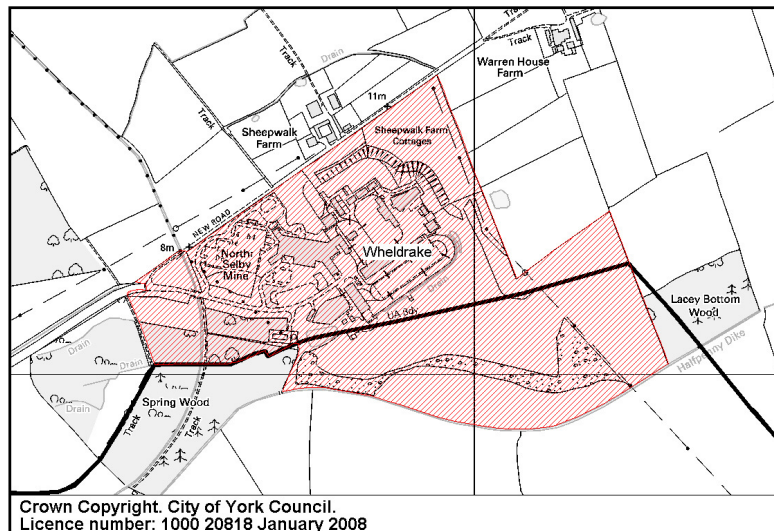 Drain
Track
Track
Warren House
Farm
Track
11m
Sheepwalk
Farm
Sheepwalk Farm
Cottages
NEW ROAD
8m
North
Selby
Mine
Wheldrake
Drain
UA Bdy
Lacey Bottom
Wood
Halfpenny Dike
Drain
Drain
Drain
Spring Wood
Track
Track
Crown Copyright. City of York Council.
Licence number: 1000 20818 January 2008